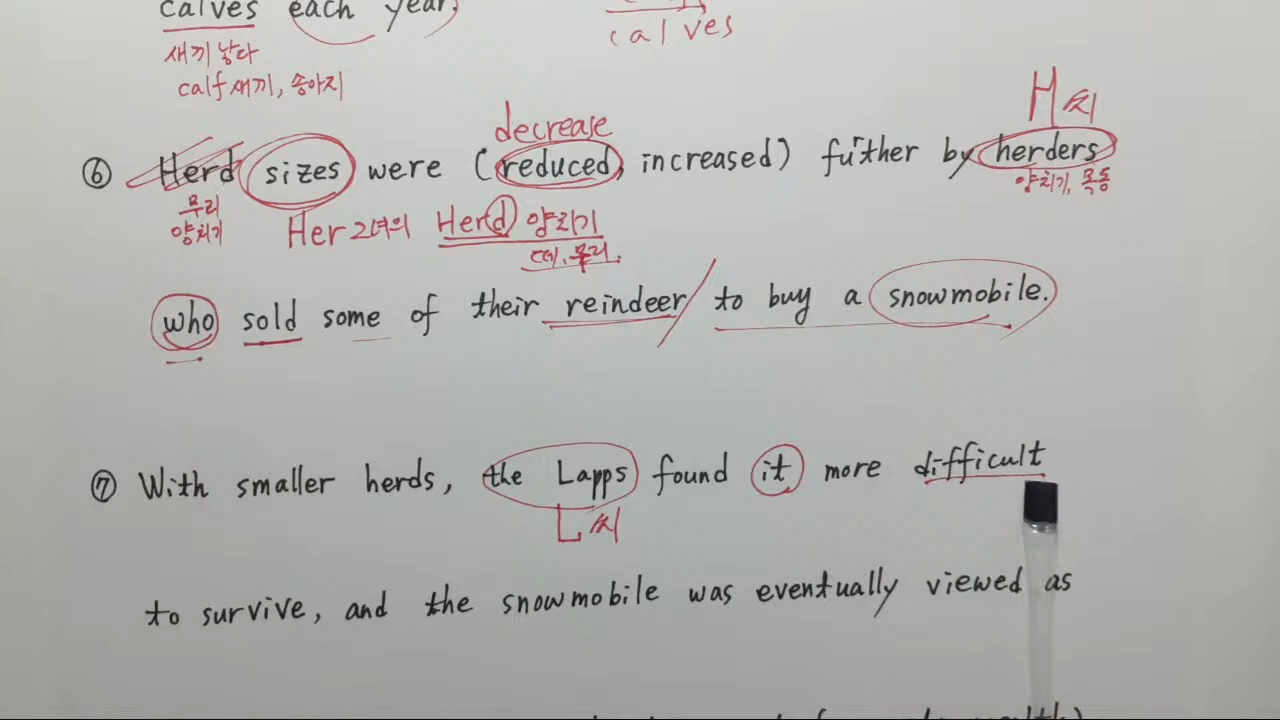 calves each year.
calves
새끼 낳다
calf 새끼, 송아지
decrease
H씨
⑥ Herd sizes were (reduced, increased) futher by herders
무리
양치기
양치기, 목동
Her 그녀의 Herd 양치기
떼, 무리.
who sold some of their reindeer / to buy a snowmobile.
⑦ With smaller herds, the Lapps found it more difficult
L씨
to survive, and the snowmobile was eventually viewed as